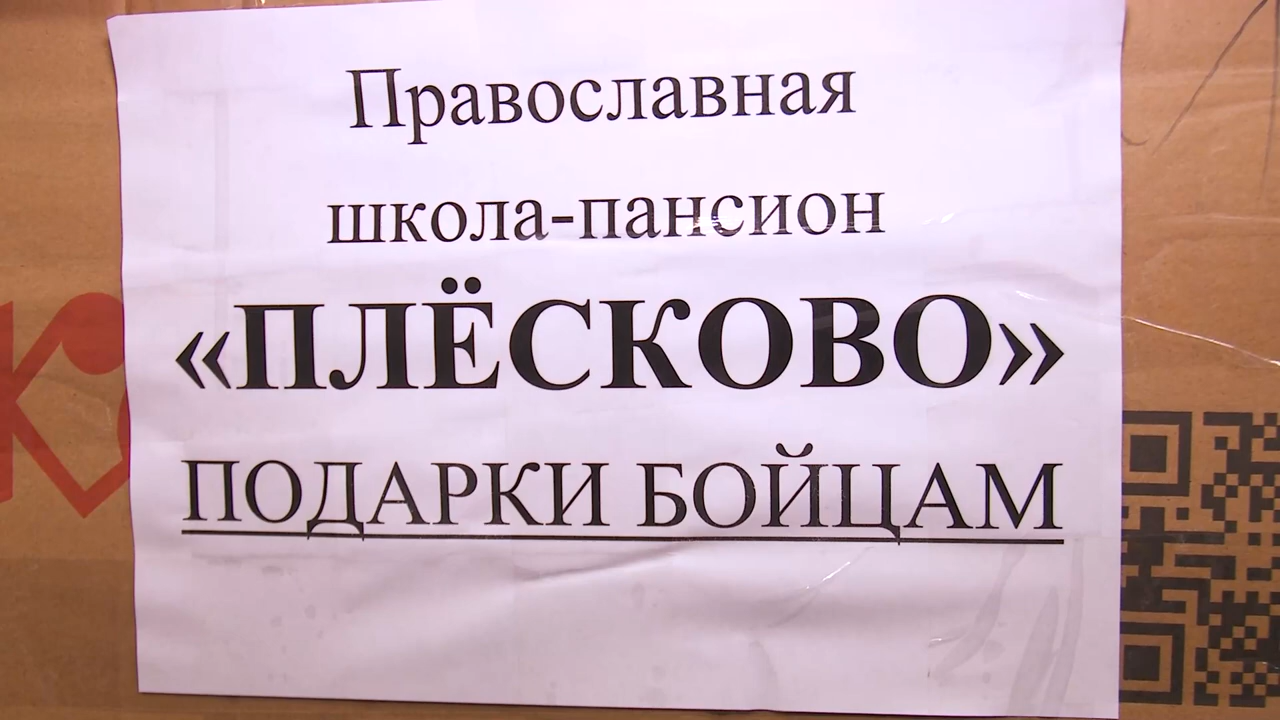 Православная
школа-пансион
«ПЛЁСКОВО»
ПОДАРКИ БОЙЦАМ